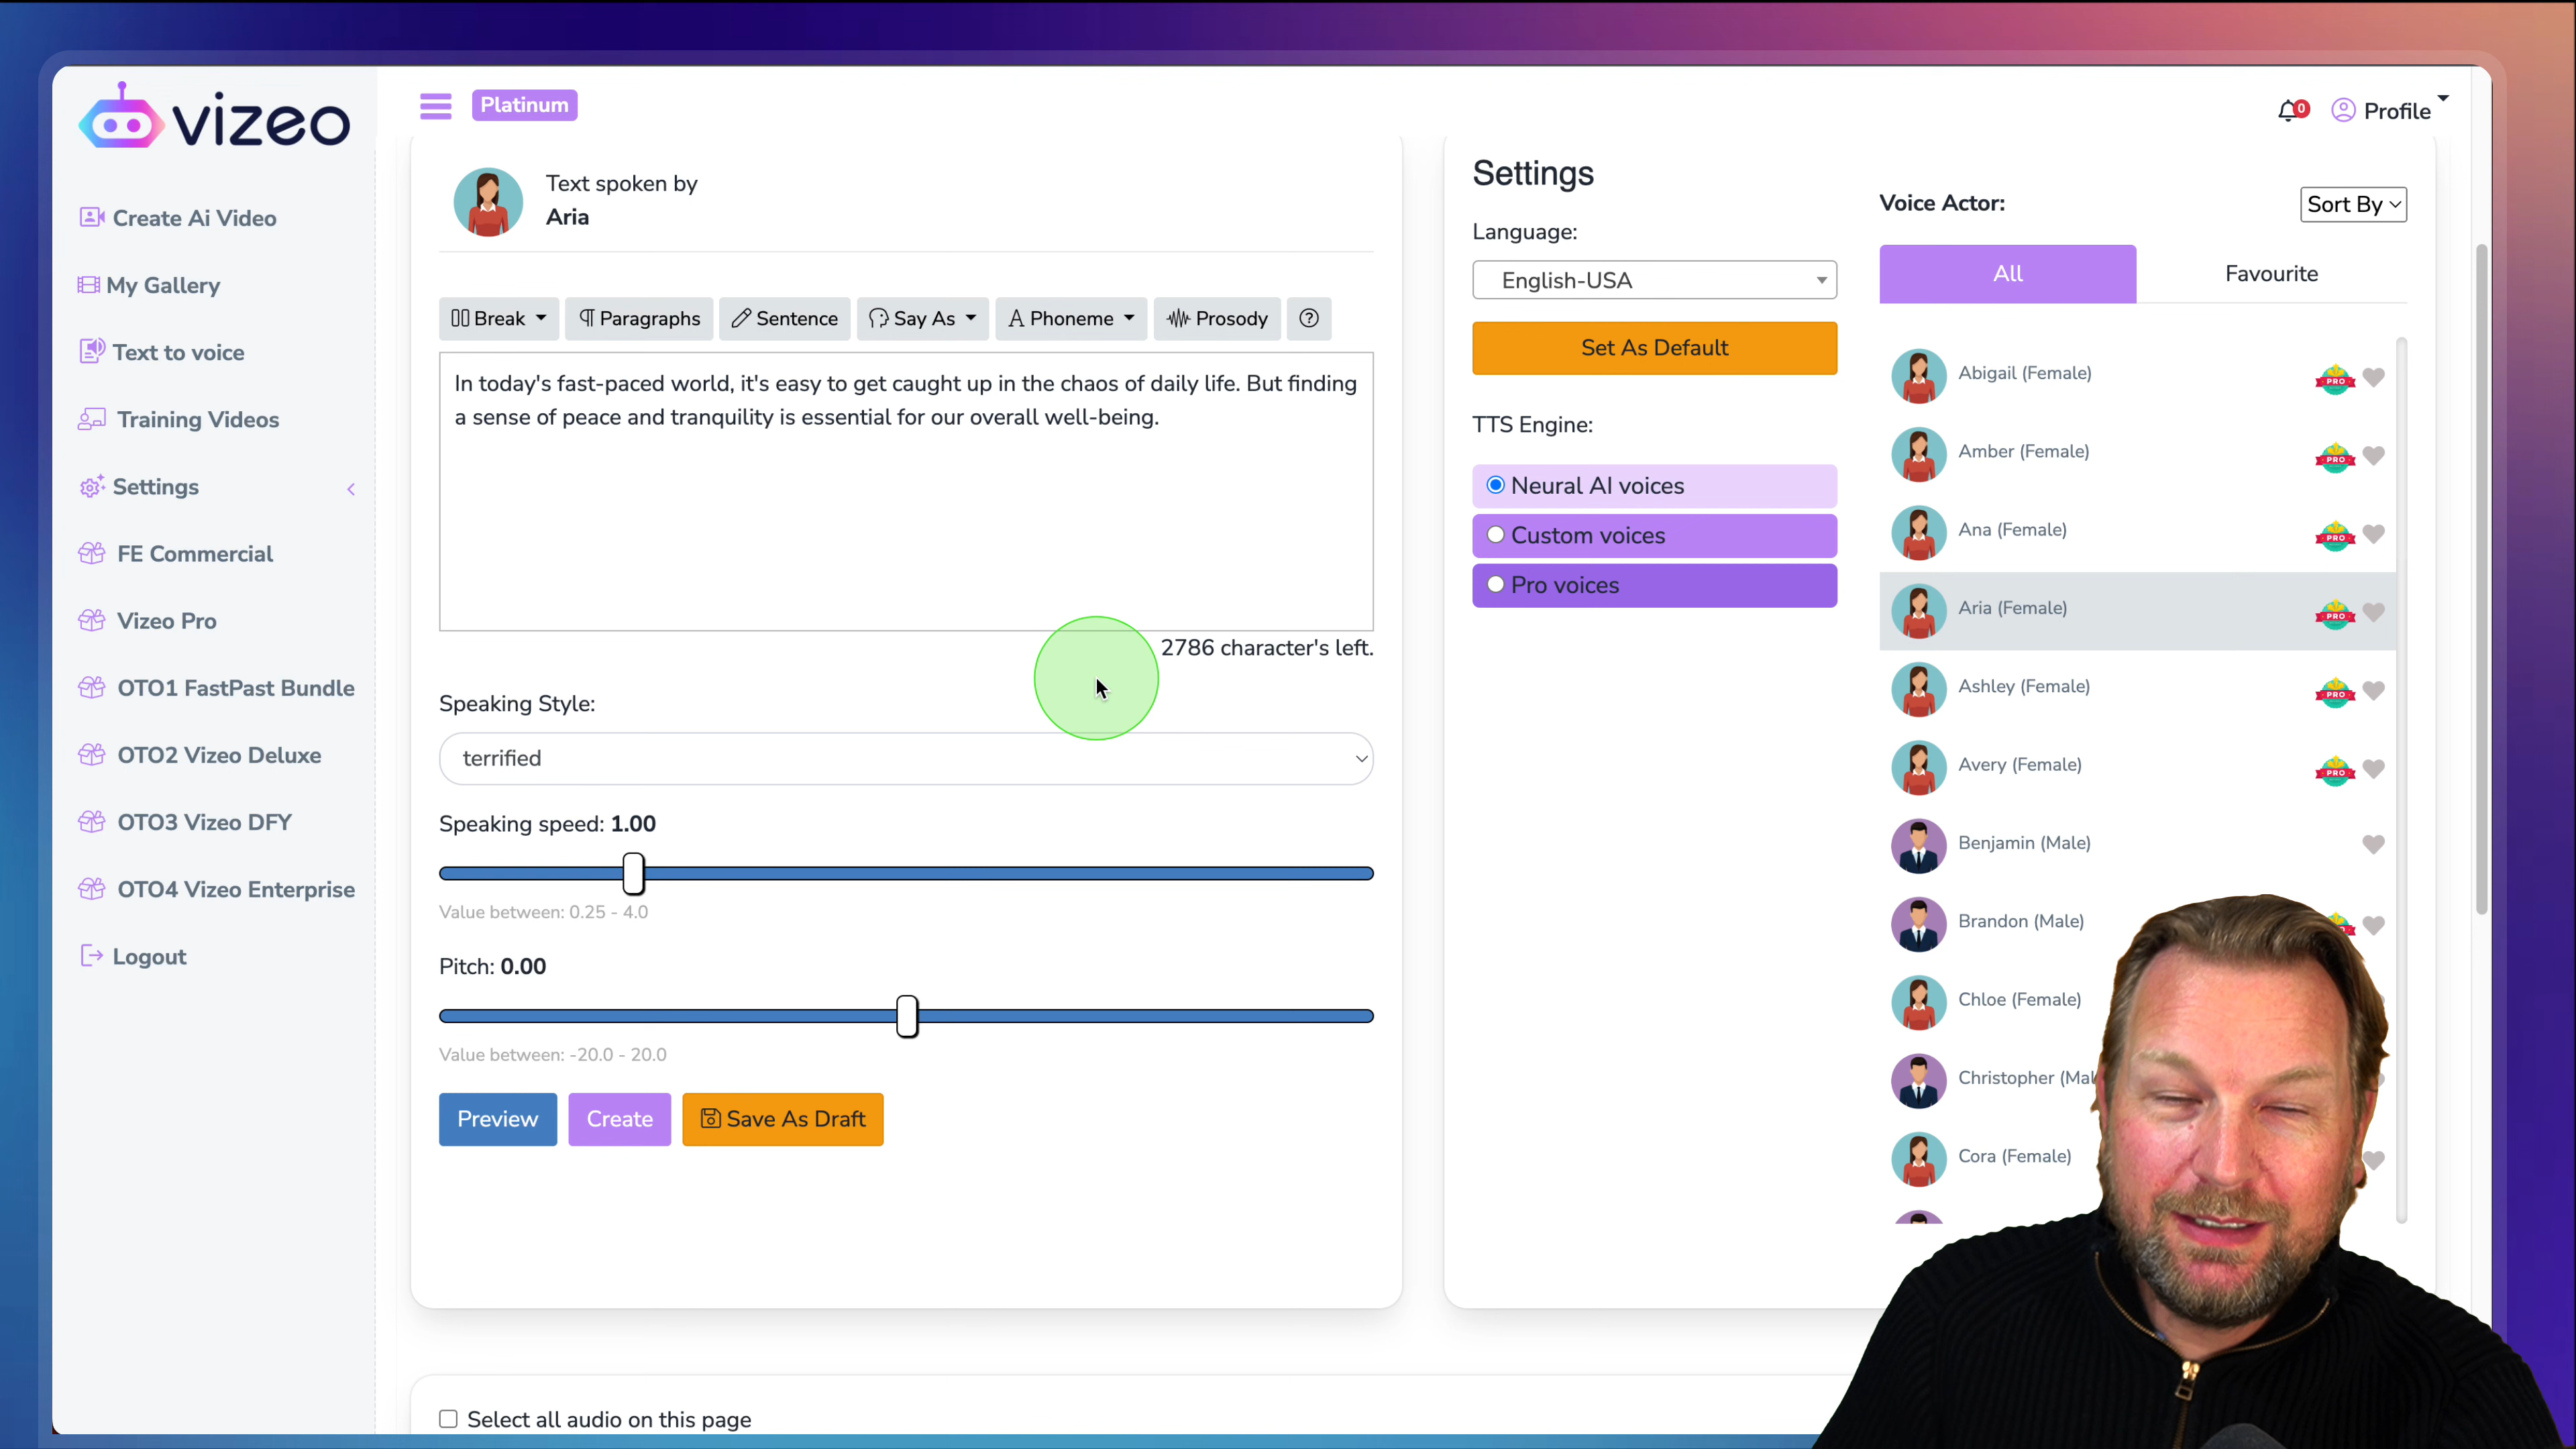 vizeo
Platinum
0
Profile
Create Ai Video
My Gallery
Text to voice
Training Videos
Settings
FE Commercial
Vizeo Pro
OTO1 FastPast Bundle
OTO2 Vizeo Deluxe
OTO3 Vizeo DFY
OTO4 Vizeo Enterprise
Logout
Text spoken by
Aria
Break
Paragraphs
Sentence
Say As
Phoneme
Prosody
?
In today's fast-paced world, it's easy to get caught up in the chaos of daily life. But finding
a sense of peace and tranquility is essential for our overall well-being.
2786 character's left.
Speaking Style:
terrified
Speaking speed: 1.00
Value between: 0.25 - 4.0
Pitch: 0.00
Value between: -20.0 - 20.0
Preview
Create
Save As Draft
Select all audio on this page
Settings
Language:
English-USA
Set As Default
TTS Engine:
Neural AI voices
Custom voices
Pro voices
Voice Actor:
Sort By
All
Favourite
Abigail (Female)
PRO
Amber (Female)
PRO
Ana (Female)
PRO
Aria (Female)
PRO
Ashley (Female)
PRO
Avery (Female)
PRO
Benjamin (Male)
Brandon (Male)
Chloe (Female)
Christopher (Mal
Cora (Female)